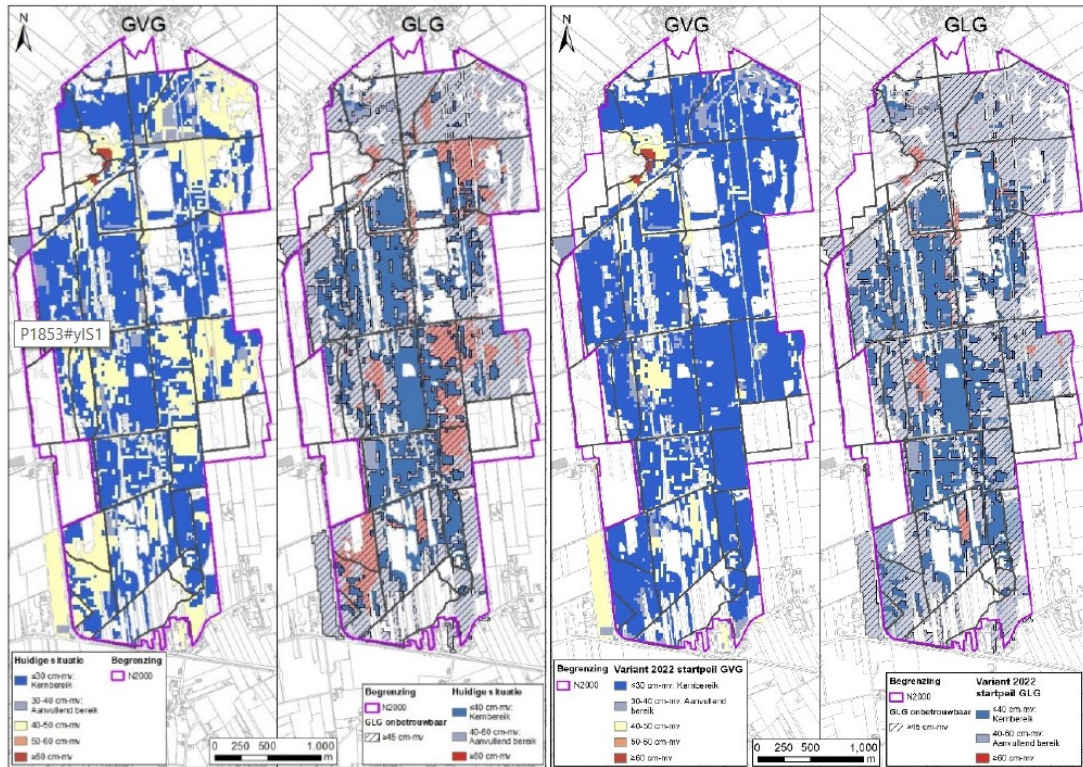 N
GVG
GLG
N
GVG
GLG
P1853#yIS1
Huidige situatie
≤30 cm-mv:
Kernbereik
30-40 cm-mv:
Aanvullend bereik
40-50 cm-mv
50-60 cm-mv
≥60 cm-mv
Begrenzing
N2000
0 250 500 1,000
m
Begrenzing
N2000
GLG onbetrouwbaar
≥45 cm-mv
Huidige situatie
≤40 cm-mv:
Kernbereik
40-60 cm-mv:
Aanvullend bereik
≥60 cm-mv
Begrenzing
N2000
Variant 2022 startpeil GVG
≤30 cm-mv: Kernbereik
30-40 cm-mv: Aanvullend
bereik
40-50 cm-mv
50-60 cm-mv
≥60 cm-mv
0 250 500 1,000
m
Begrenzing
N2000
GLG onbetrouwbaar
≥45 cm-mv
Variant 2022
startpeil GLG
≤40 cm-mv:
Kernbereik
40-60 cm-mv:
Aanvullend bereik
≥60 cm-mv